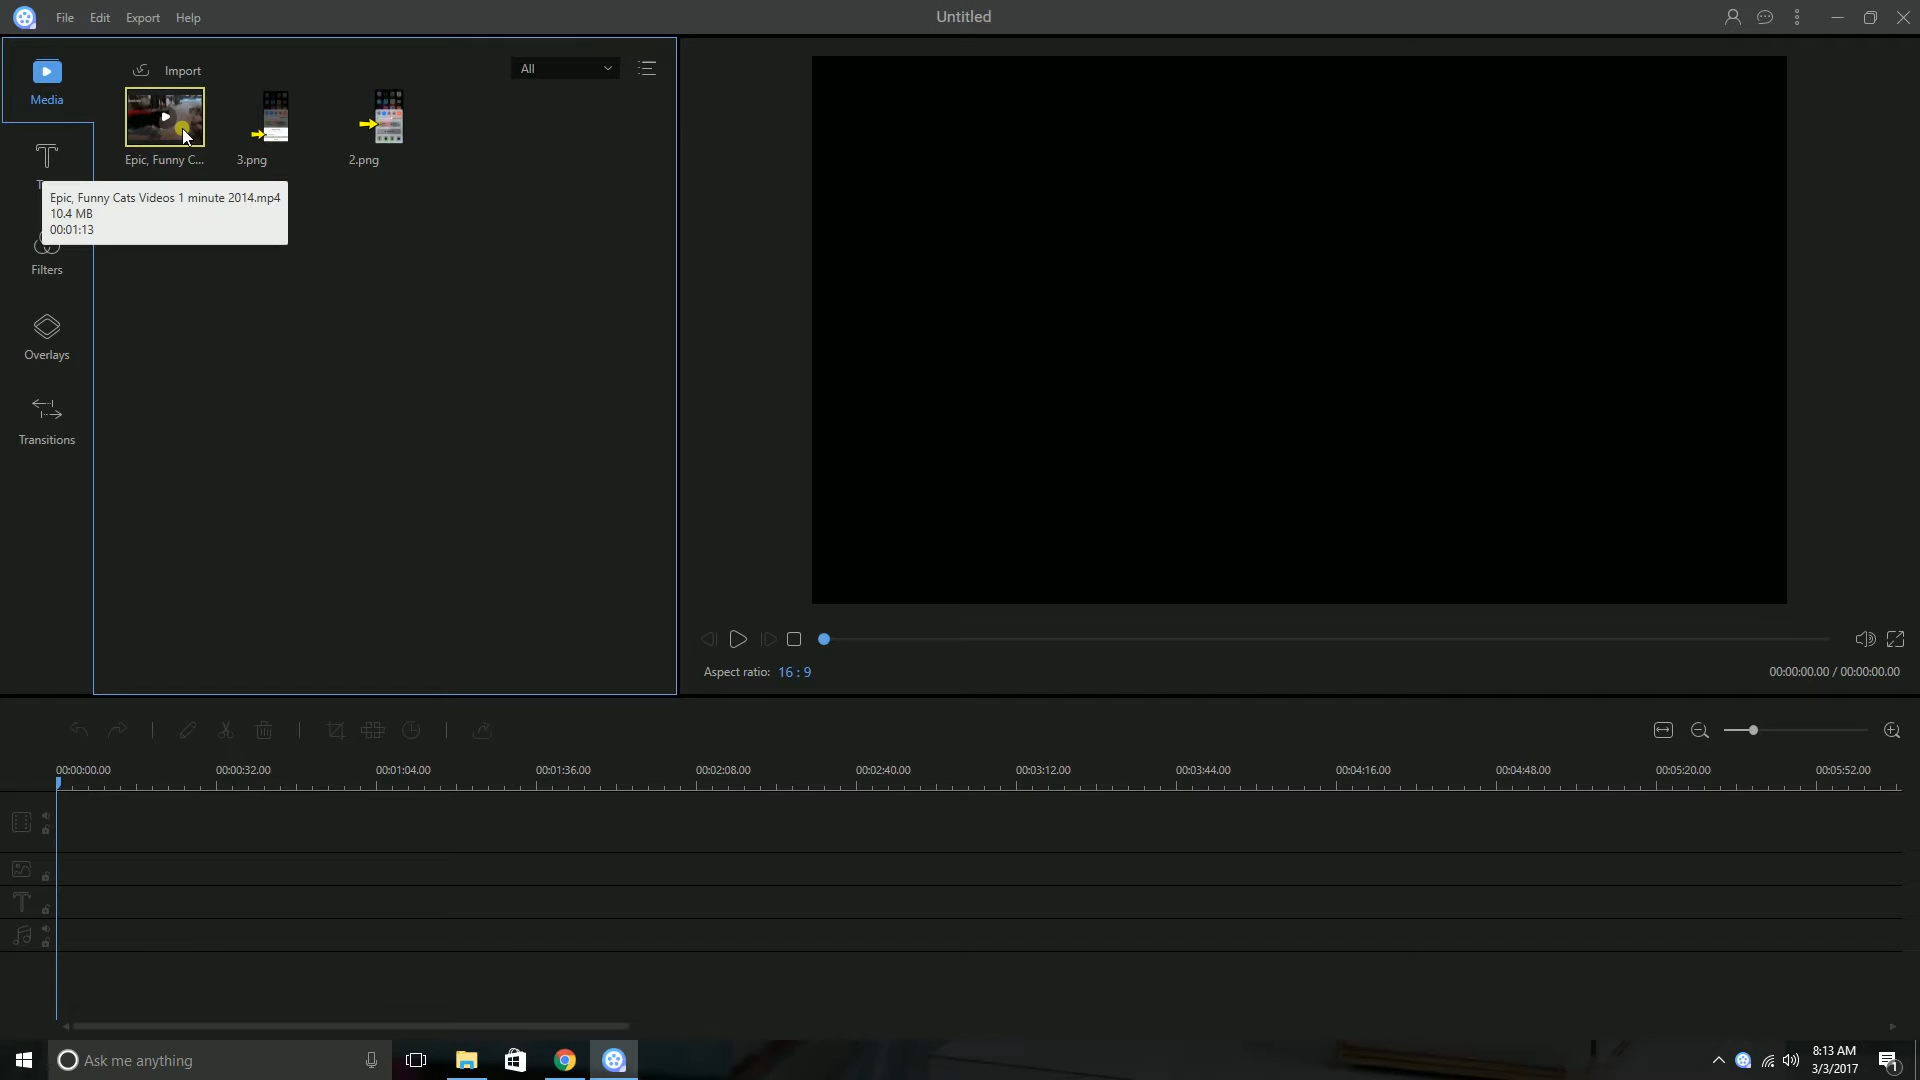 File Edit Export Help
Untitled
Media
Import
All
Epic, Funny C...
3.png
2.png
Epic, Funny Cats Videos 1 minute 2014.mp4
10.4 MB
00:01:13
Filters
Overlays
Transitions
Aspect ratio: 16 : 9
00:00:00.00 / 00:00:00.00
00:00:00.00 00:00:32.00 00:01:04.00 00:01:36.00 00:02:08.00 00:02:40.00 00:03:12.00 00:03:44.00 00:04:16.00 00:04:48.00 00:05:20.00 00:05:52.00
Ask me anything
8:13 AM
3/3/2017
1